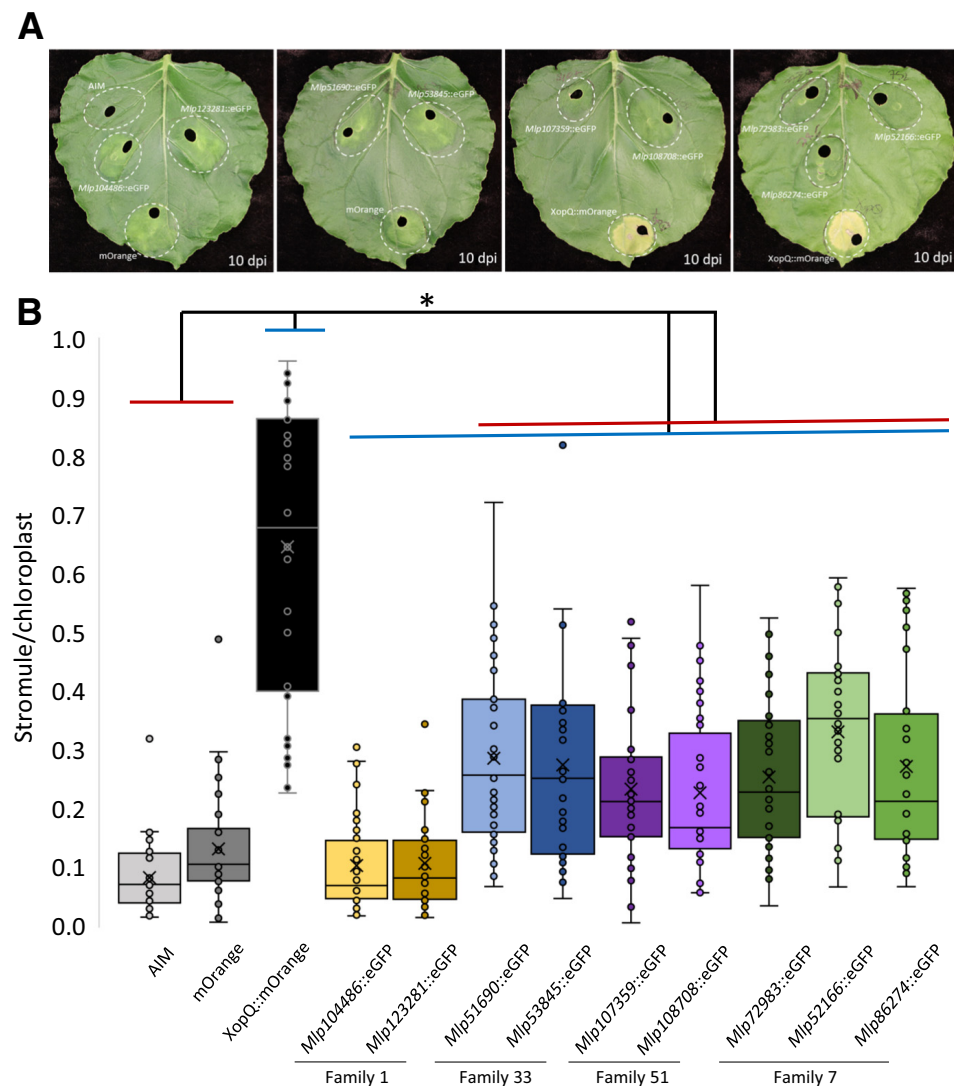 A
AIM
Mlp123281::eGFP
Mlp104486::eGFP
mOrange
10 dpi
Mlp51690::eGFP
Mlp53845::eGFP
mOrange
10 dpi
Mlp107359::eGFP
Mlp108708::eGFP
XopQ::mOrange
10 dpi
Mlp72983::eGFP
Mlp52166::eGFP
Mlp86274::eGFP
XopQ::mOrange
10 dpi
B
*
1.0
0.9
0.8
0.7
0.6
0.5
0.4
0.3
0.2
0.1
0.0
Stromule/chloroplast
AIM
mOrange
XopQ::mOrange
Mlp104486::eGFP
Mlp123281::eGFP
Mlp51690::eGFP
Mlp53845::eGFP
Mlp107359::eGFP
Mlp108708::eGFP
Mlp72983::eGFP
Mlp52166::eGFP
Mlp86274::eGFP
Family 1
Family 33
Family 51
Family 7